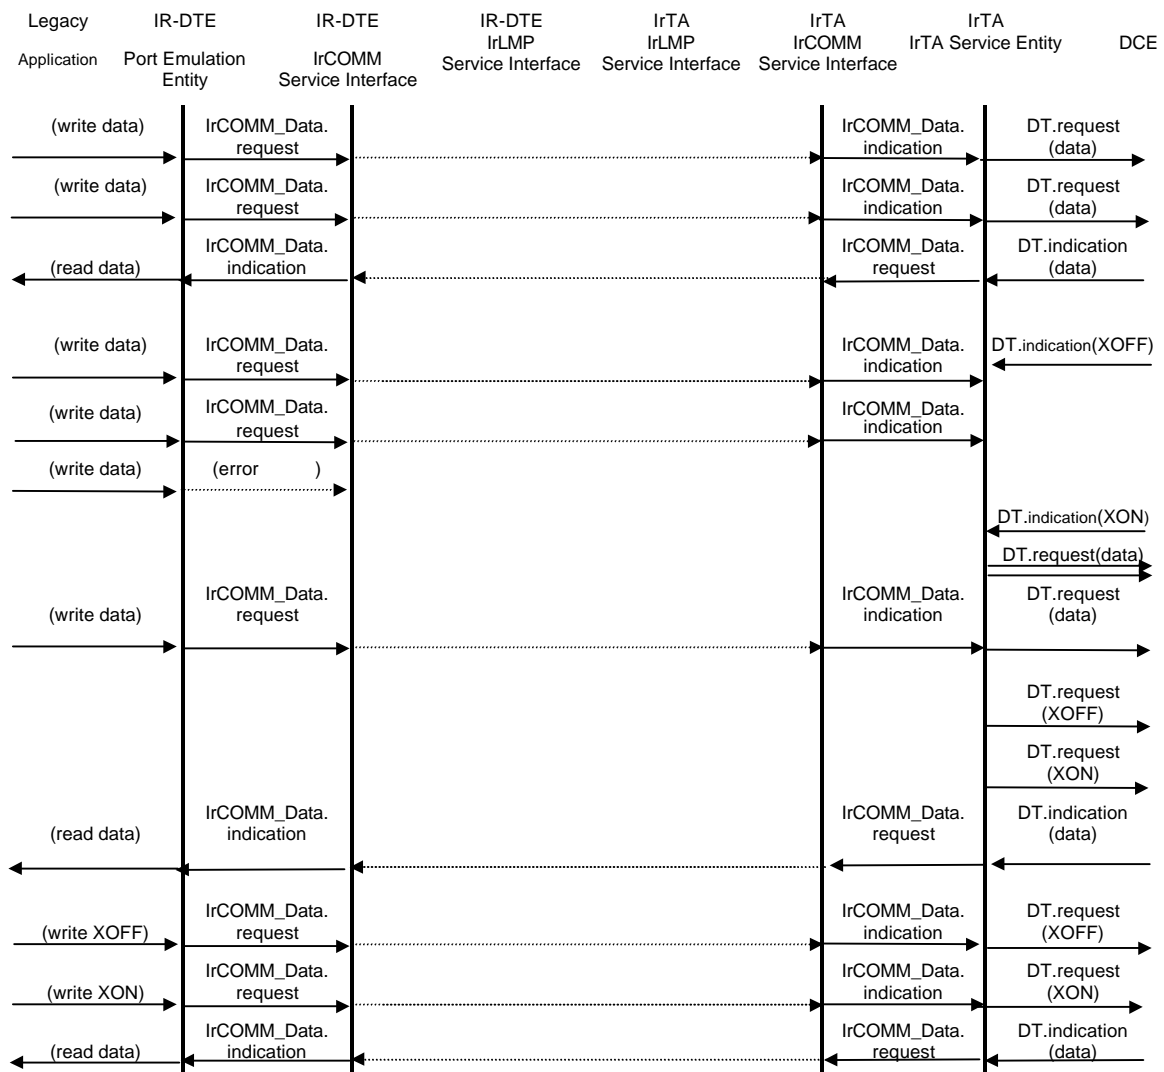 Legacy IR-DTE IR-DTE IR-DTE IrTA IrTA IrTA
IrLMP IrLMP IrCOMM IrTA Service Entity DCE
Application Port Emulation IrCOMM Service Interface Service Interface Service Interface
Entity Service Interface
(write data) IrCOMM_Data. IrCOMM_Data. DT.request
request indication (data)
(write data) IrCOMM_Data. IrCOMM_Data. DT.request
request indication (data)
IrCOMM_Data. IrCOMM_Data. DT.indication
(read data) indication request (data)
(write data) IrCOMM_Data. IrCOMM_Data. DT.indication(XOFF)
request indication
IrCOMM_Data. IrCOMM_Data.
(write data) request indication
(write data) (error )
DT.indication(XON)
DT.request(data)
IrCOMM_Data. IrCOMM_Data. DT.request
(write data) request indication (data)
DT.request
(XOFF)
DT.request
(XON)
IrCOMM_Data. IrCOMM_Data. DT.indication
(read data) indication request (data)
IrCOMM_Data. IrCOMM_Data. DT.request
(write XOFF) request indication (XOFF)
IrCOMM_Data. IrCOMM_Data. DT.request
(write XON) request indication (XON)
IrCOMM_Data. IrCOMM_Data. DT.indication
(read data) indication request (data)